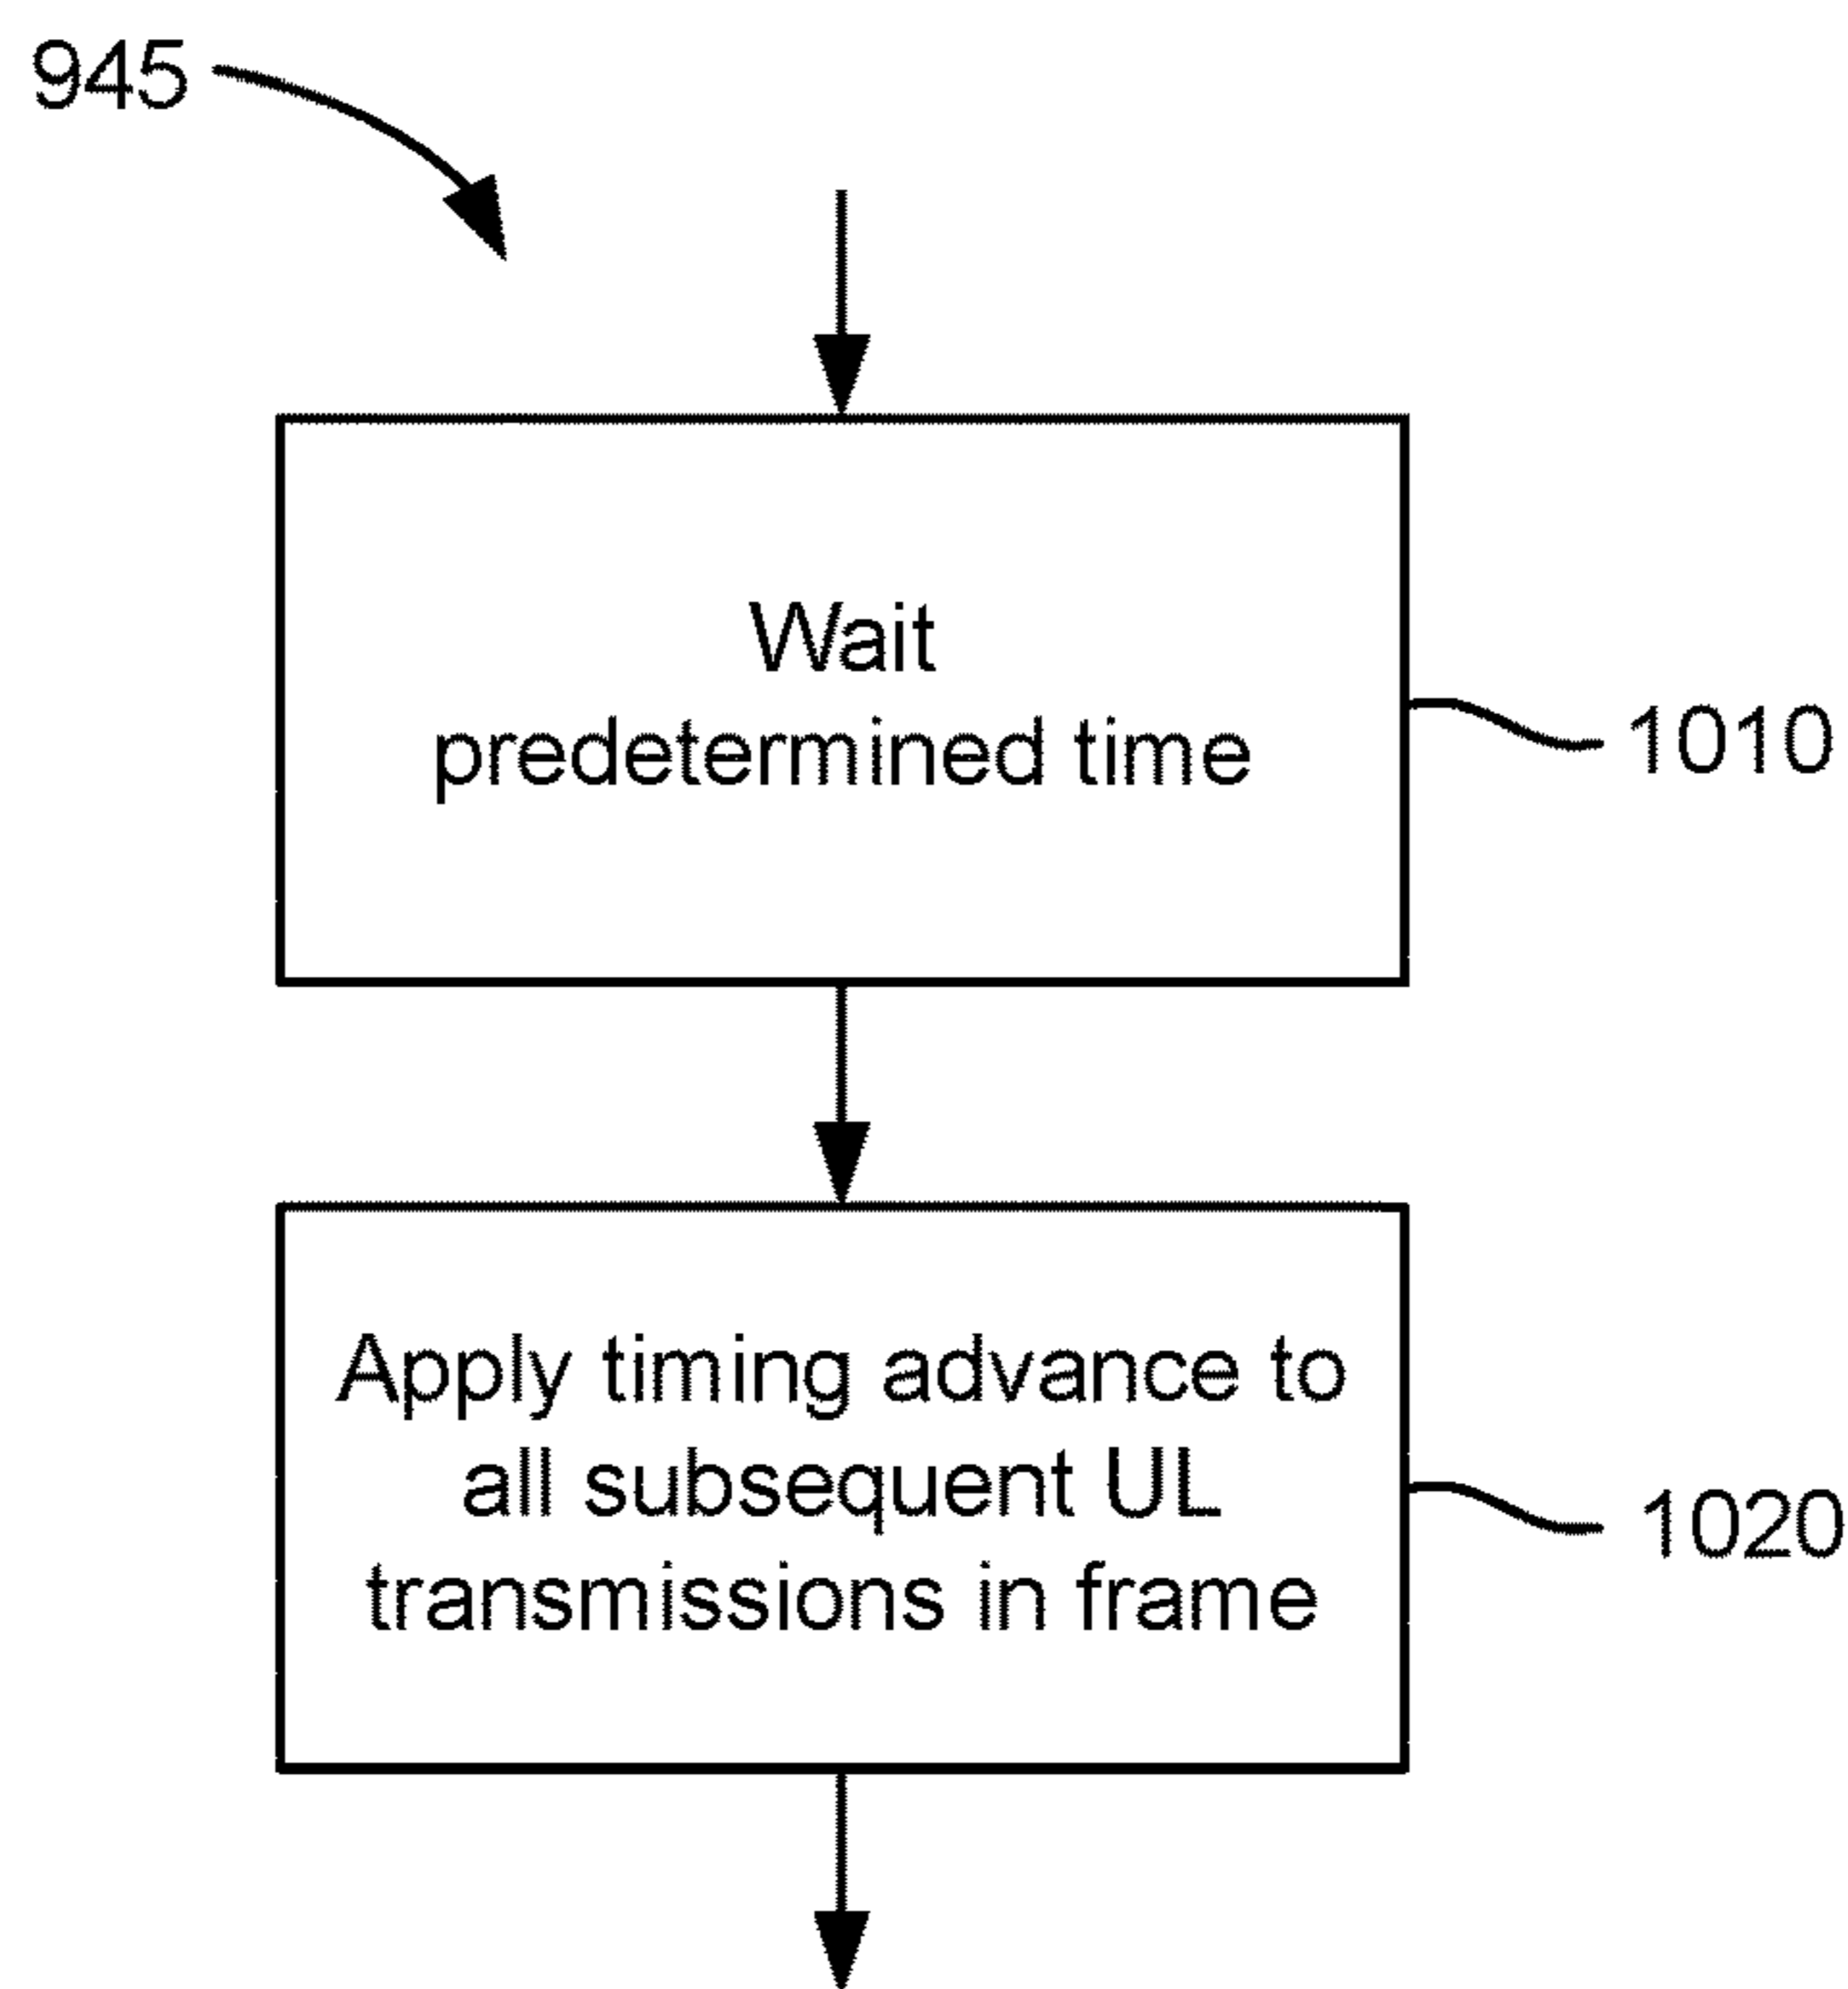 945
Wait
predetermined time
1010
Apply timing advance to
all subsequent UL
transmissions in frame
1020